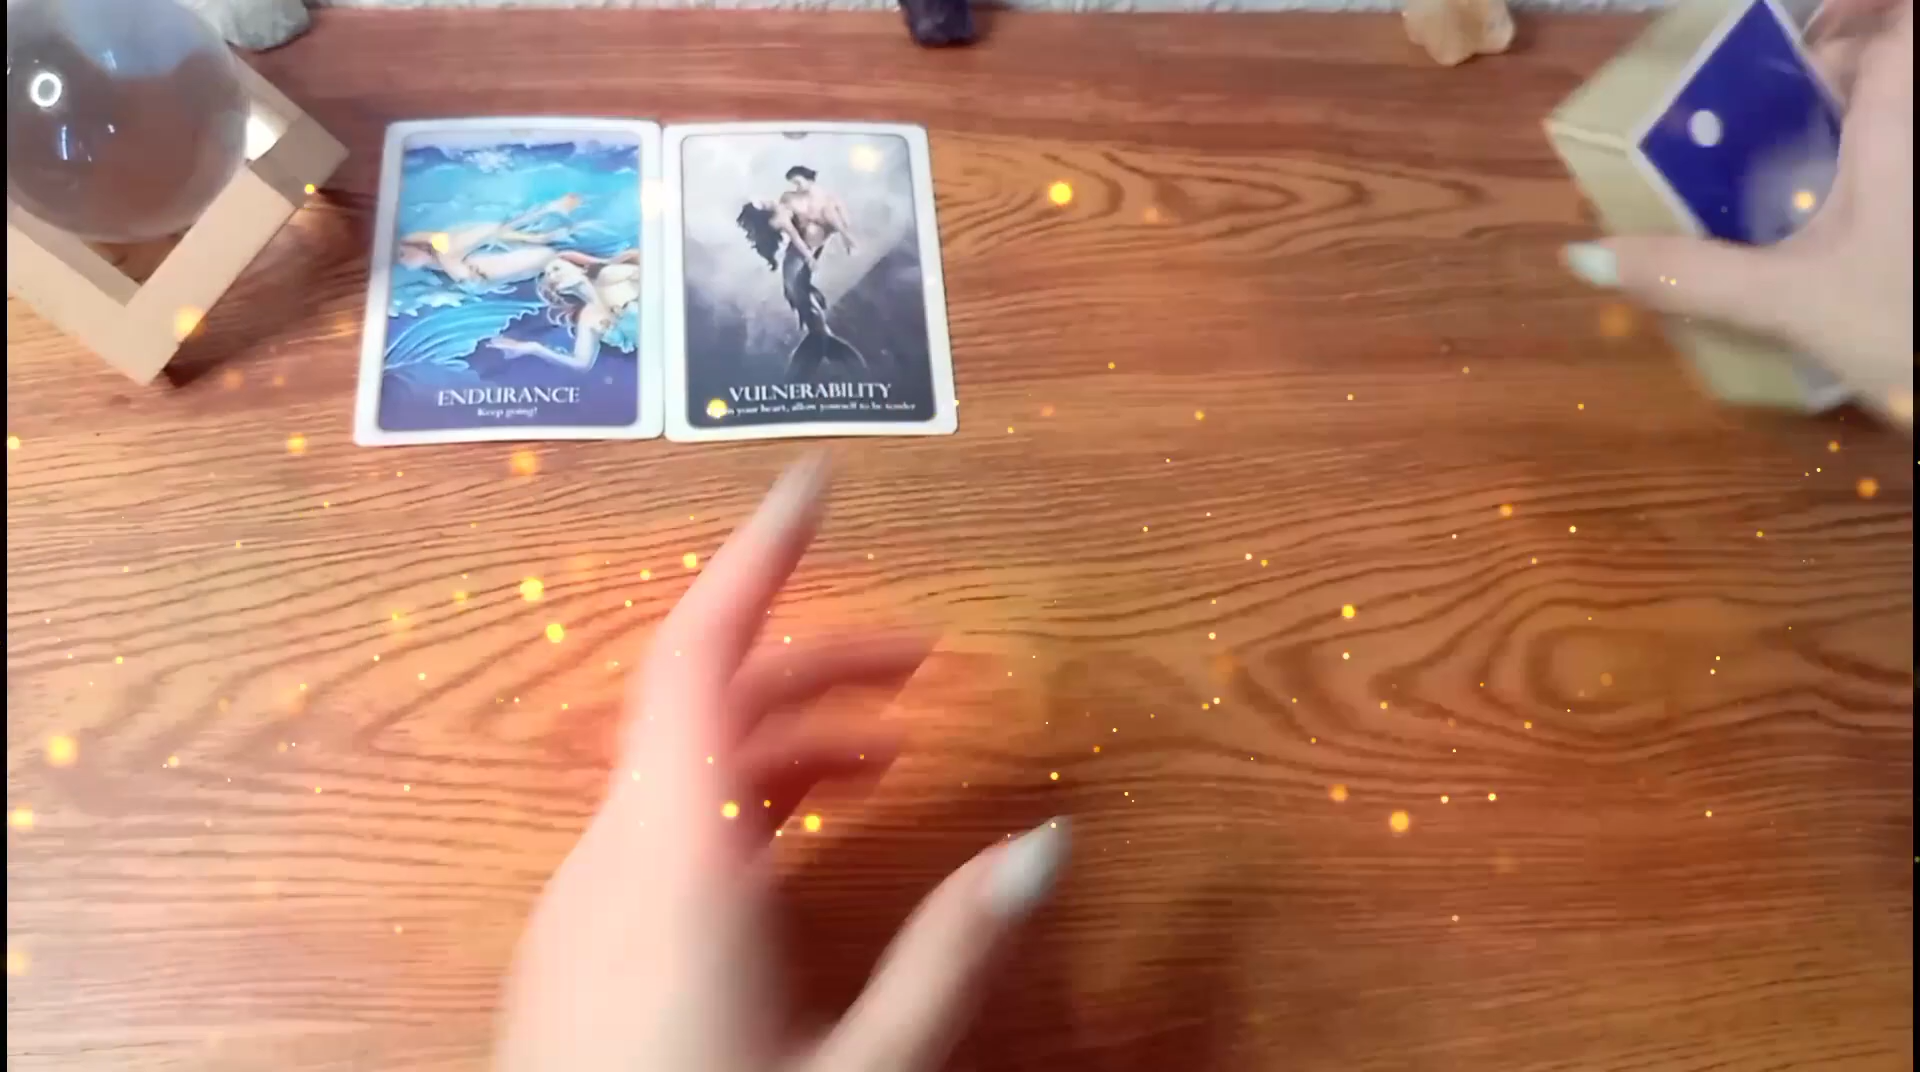 ENDURANCE
Keep going!
VULNERABILITY
your heart, allow yourself to be tender